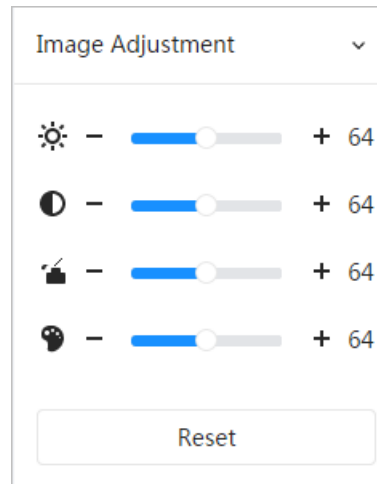 Image Adjustment
− + 64
− + 64
− + 64
− + 64
Reset